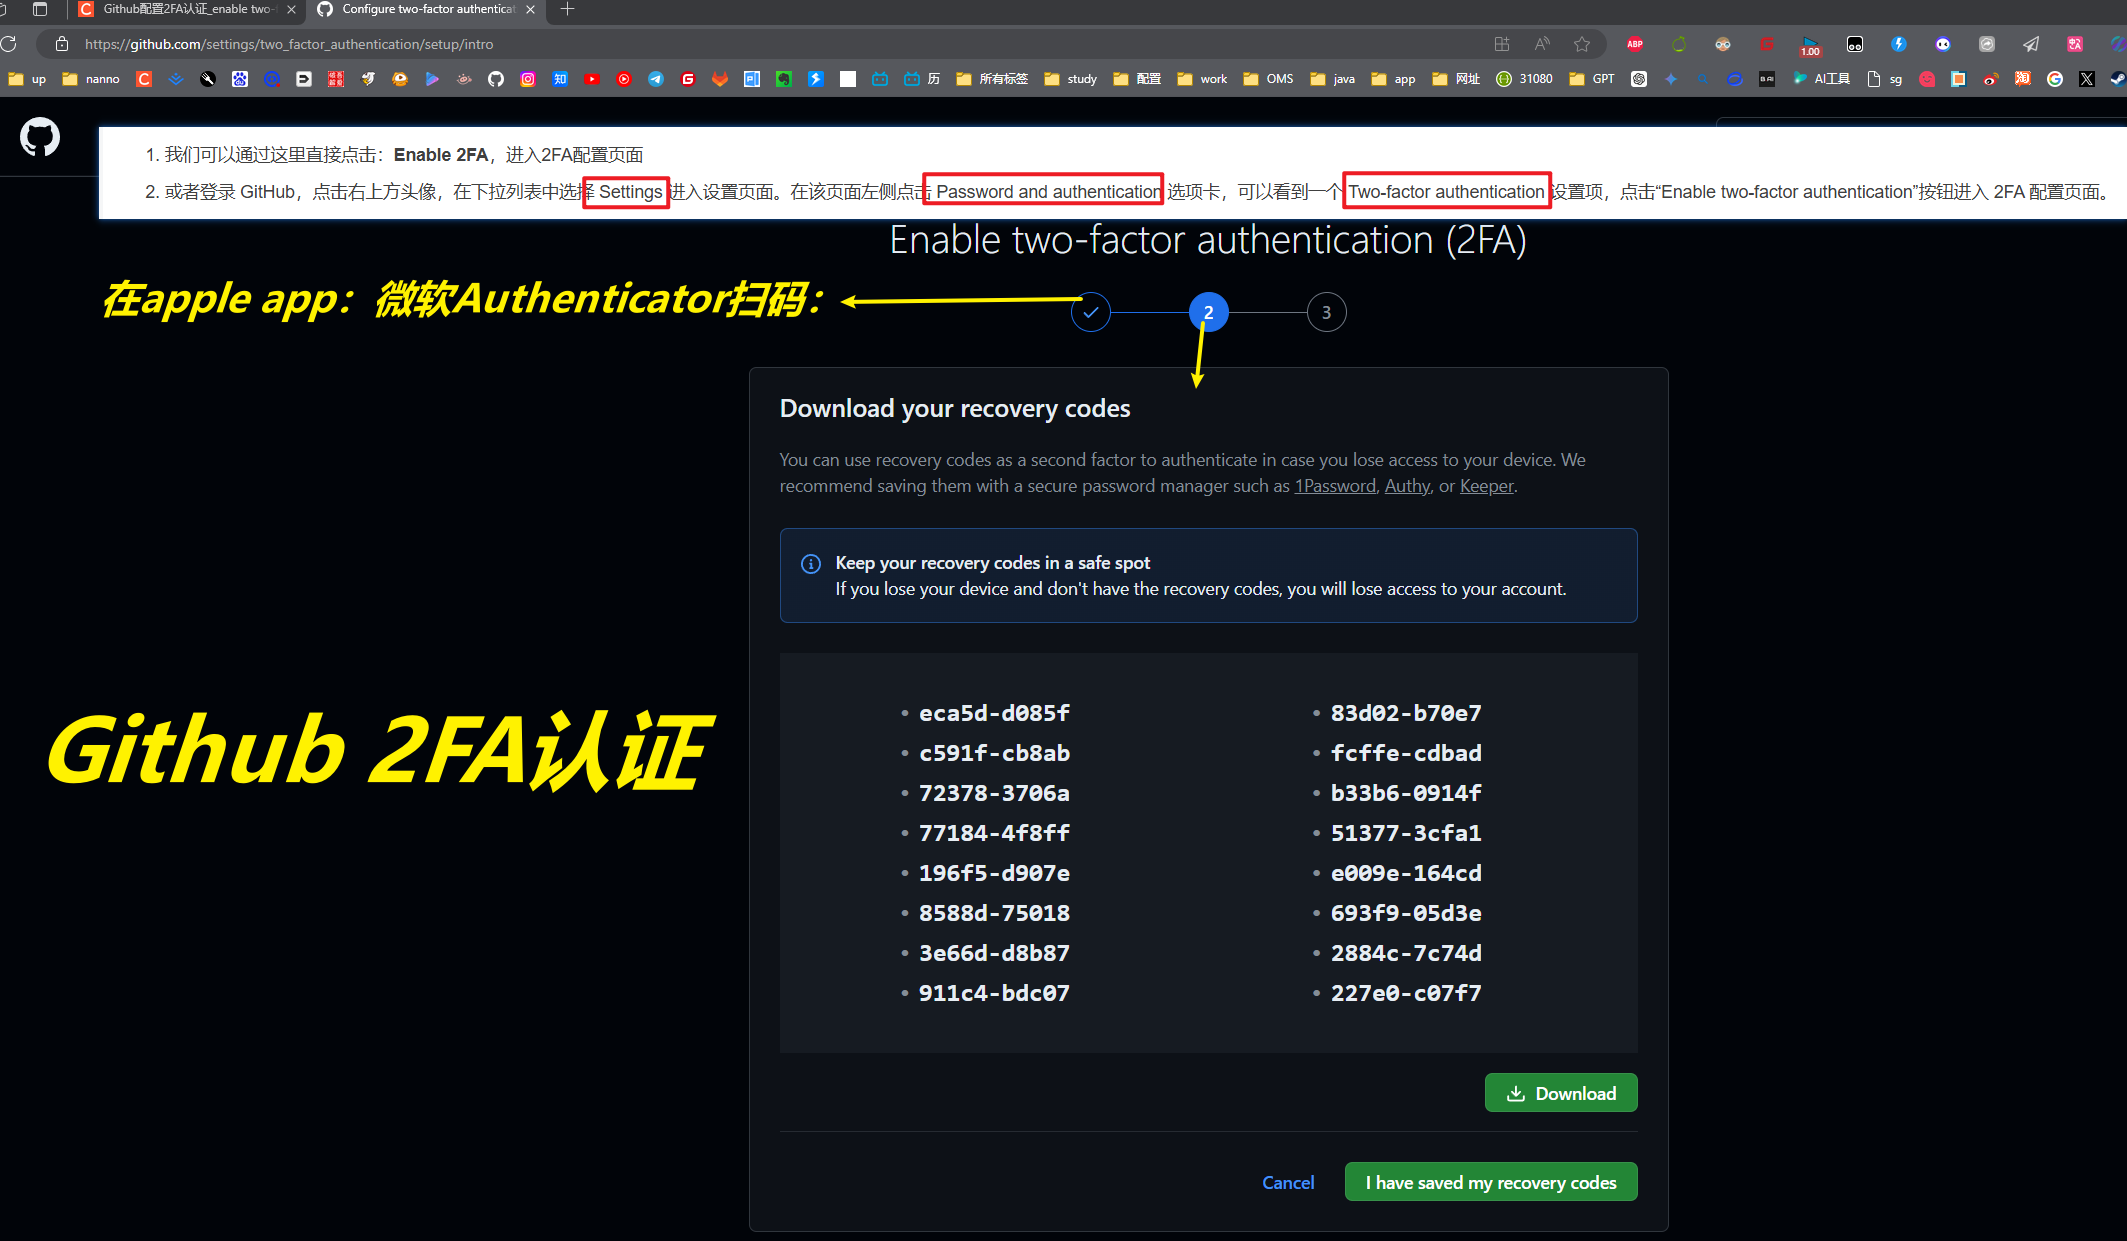 Github配置2FA认证_enable two-
Configure two-factor authenticat
https://github.com/settings/two_factor_authentication/setup/intro
ABP
1.00
up
nanno
知
历
所有标签
study
配置
work
OMS
java
app
网址
31080
GPT
AI工具
sg
淘
1. 我们可以通过这里直接点击：Enable 2FA，进入2FA配置页面
2. 或者登录 GitHub，点击右上方头像，在下拉列表中选择 Settings 进入设置页面。在该页面左侧点击 Password and authentication 选项卡，可以看到一个 Two-factor authentication 设置项，点击“Enable two-factor authentication”按钮进入 2FA 配置页面。
Enable two-factor authentication (2FA)
在apple app：微软Authenticator扫码：
2
3
Download your recovery codes
You can use recovery codes as a second factor to authenticate in case you lose access to your device. We
recommend saving them with a secure password manager such as 1Password, Authy, or Keeper.
Keep your recovery codes in a safe spot
If you lose your device and don't have the recovery codes, you will lose access to your account.
Github 2FA认证
eca5d-d085f
83d02-b70e7
c591f-cb8ab
fcffe-cdbad
72378-3706a
b33b6-0914f
77184-4f8ff
51377-3cfa1
196f5-d907e
e009e-164cd
8588d-75018
693f9-05d3e
3e66d-d8b87
2884c-7c74d
911c4-bdc07
227e0-c07f7
Download
Cancel
I have saved my recovery codes